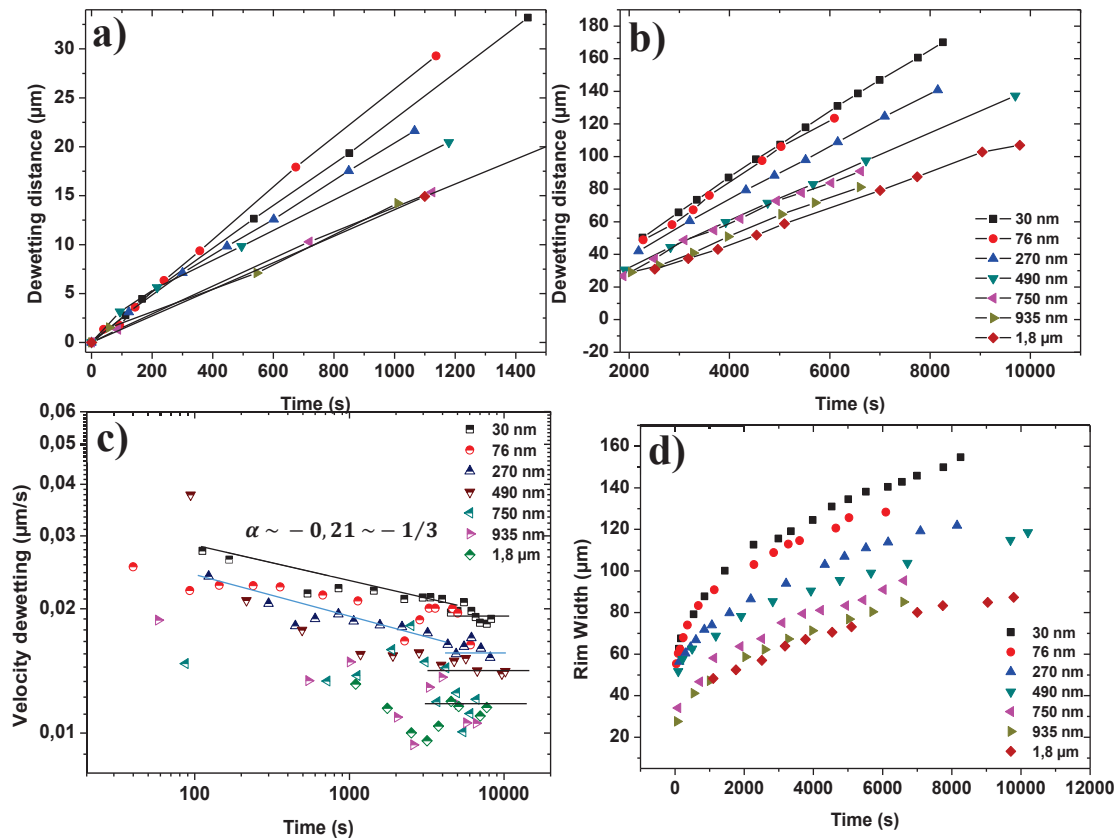 a)
Dewetting distance (µm)
30
25
20
15
10
5
0
0 200 400 600 800 1000 1200 1400
Time (s)
b)
Dewetting distance (µm)
180
160
140
120
100
80
60
40
20
0
-20
2000 4000 6000 8000 10000
Time (s)
30 nm
76 nm
270 nm
490 nm
750 nm
935 nm
1,8 µm
c)
Velocity dewetting (µm/s)
0,06
0,05
0,04
0,03
0,02
0,01
100 1000 10000
Time (s)
α ~ − 0, 21 ~ − 1/3
30 nm
76 nm
270 nm
490 nm
750 nm
935 nm
1,8 µm
d)
Rim Width (µm)
160
140
120
100
80
60
40
20
0 2000 4000 6000 8000 10000 12000
Time (s)
30 nm
76 nm
270 nm
490 nm
750 nm
935 nm
1,8 µm